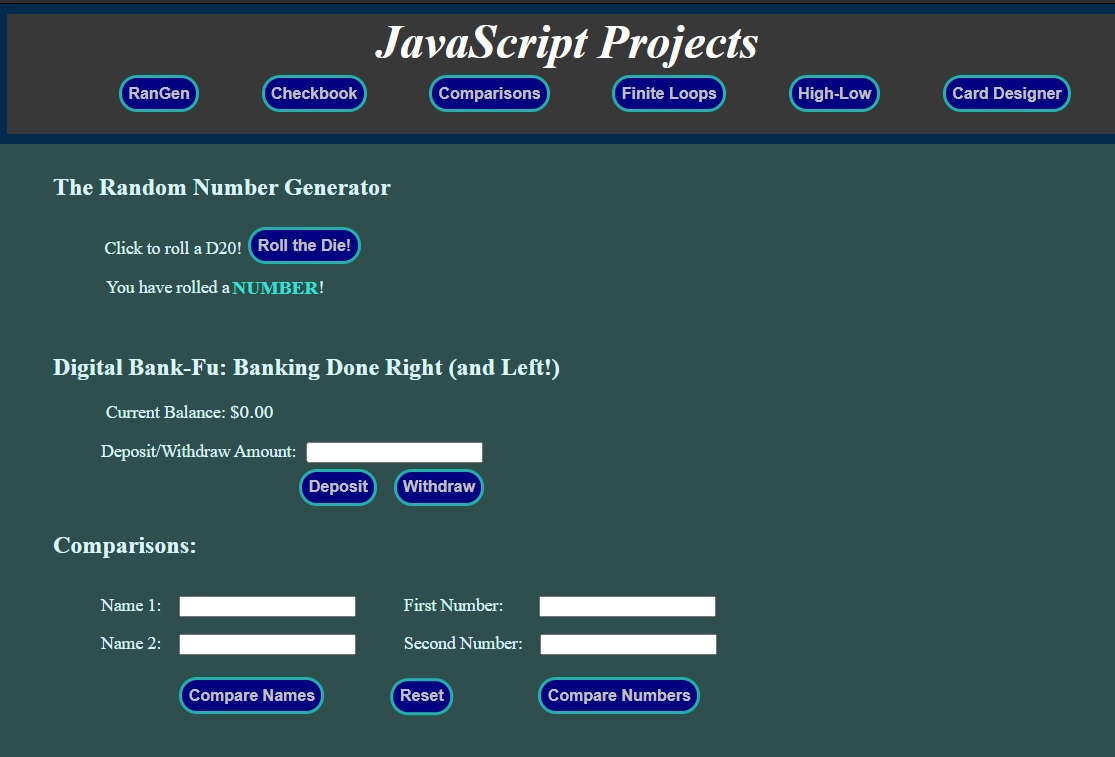 JavaScript Projects
RanGen Checkbook Comparisons Finite Loops High-Low Card Designer
The Random Number Generator
Click to roll a D20! Roll the Die!
You have rolled a NUMBER!
Digital Bank-Fu: Banking Done Right (and Left!)
Current Balance: $0.00
Deposit/Withdraw Amount:
Deposit Withdraw
Comparisons:
Name 1: First Number:
Name 2: Second Number:
Compare Names Reset Compare Numbers